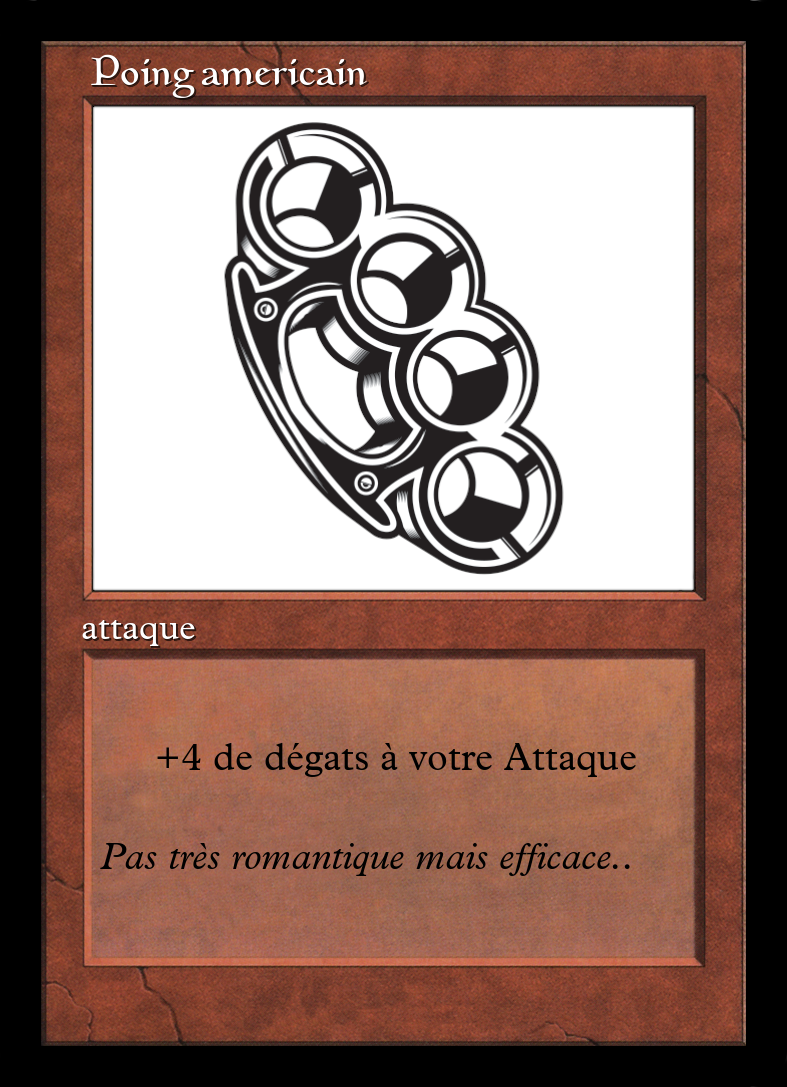 Poing americain
attaque
+4 de dégats à votre Attaque
Pas très romantique mais efficace..